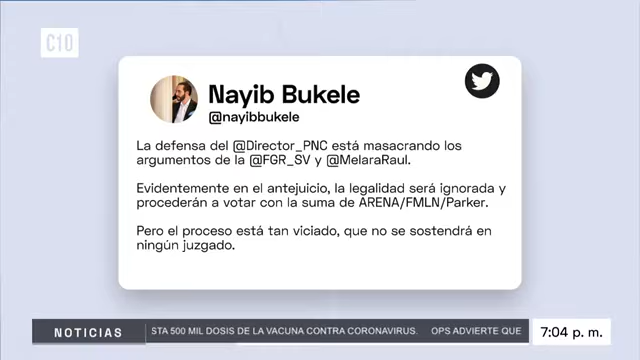 C10
Nayib Bukele
@nayibbukele
La defensa del @Director_PNC está masacrando los
argumentos de la @FGR_SV y @MelaraRaul.
Evidentemente en el antejuicio, la legalidad será ignorada y
procederán a votar con la suma de ARENA/FMLN/Parker.
Pero el proceso está tan viciado, que no se sostendrá en
ningún juzgado.
NOTICIAS
STA 500 MIL DOSIS DE LA VACUNA CONTRA CORONAVIRUS. OPS ADVIERTE QUE
7:04 p. m.